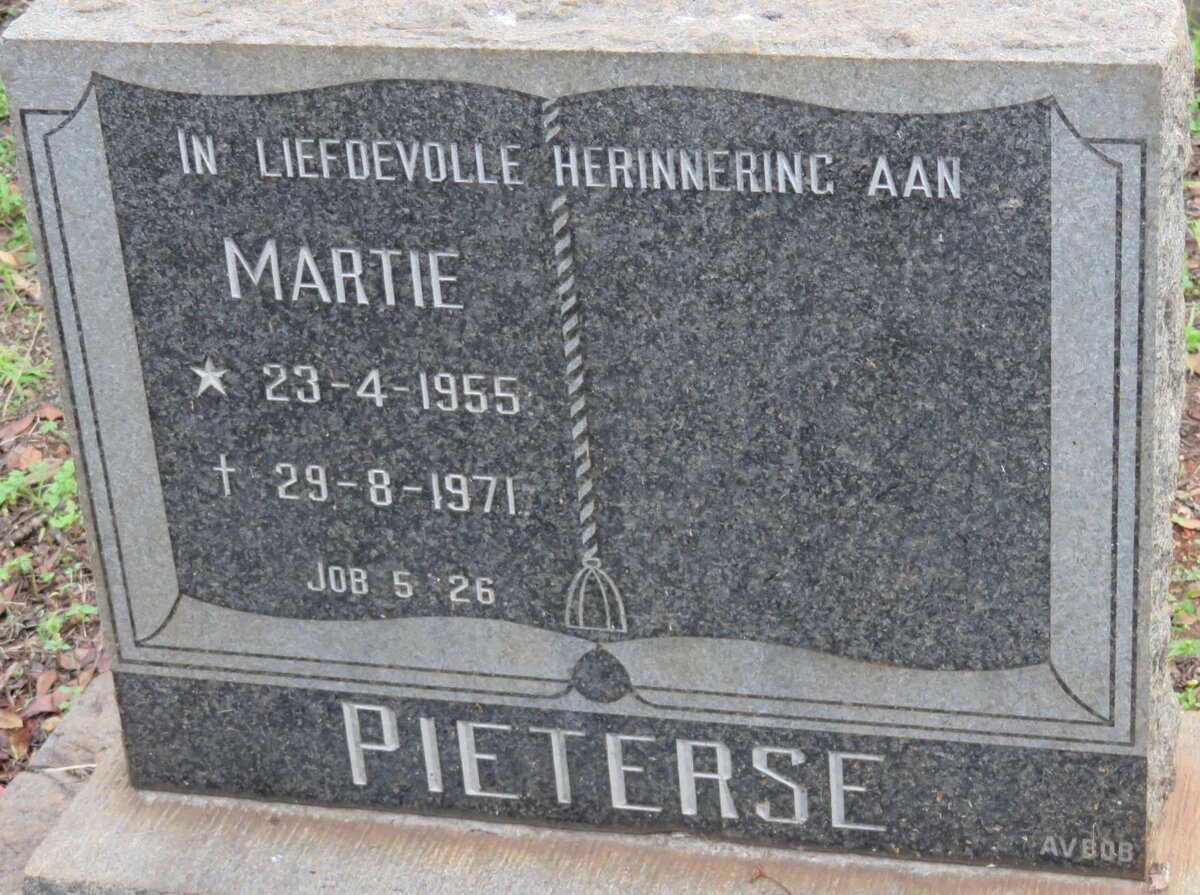 IN LIEFDEVOLLE HERINNERING AAN
MARTIE
★ 23-4-1955
† 29-8-1971
JOB 5 26
PIETERSE
AVBOB